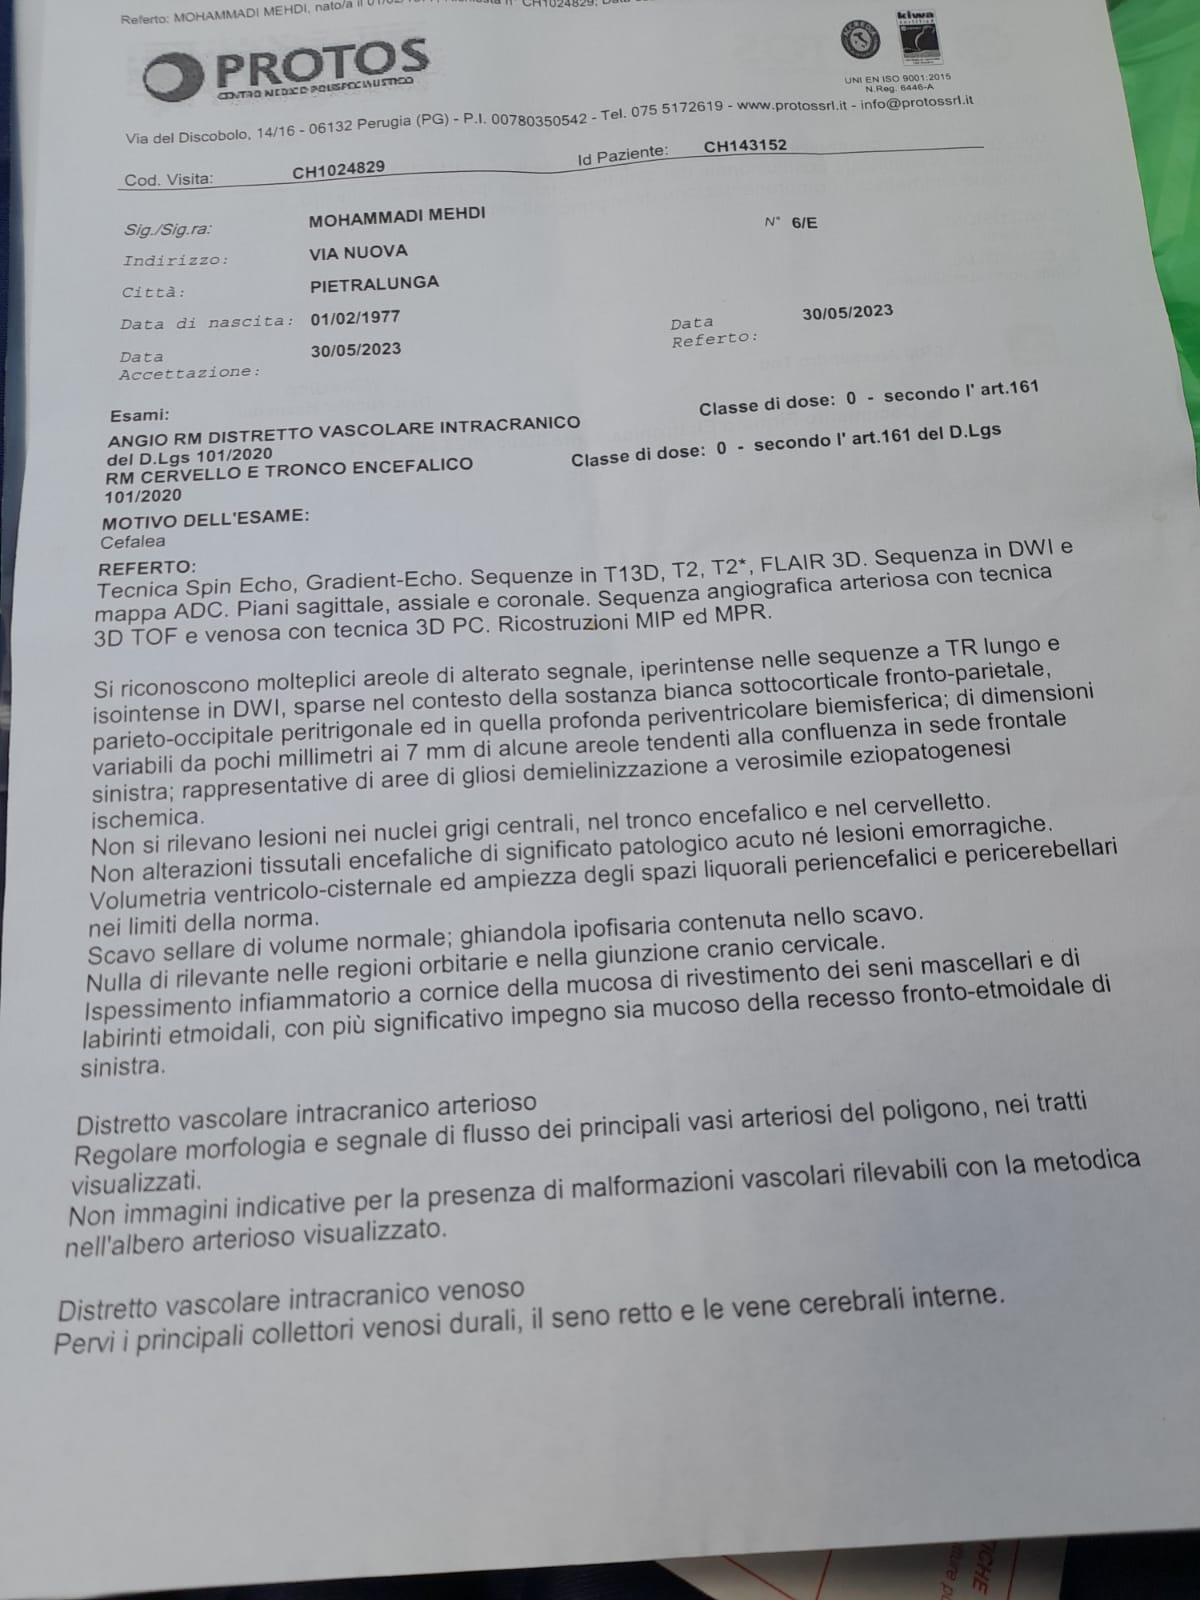 Referto: MOHAMMADI MEHDI, nato/a il
PROTOS
CENTRO MEDICO POLISPECIALISTICO
kiwa
UNI EN ISO 9001:2015
N.Reg. 6446-A
Via del Discobolo, 14/16 - 06132 Perugia (PG) - P.I. 00780350542 - Tel. 075 5172619 - www.protossrl.it - info@protossrl.it
Cod. Visita: CH1024829 Id Paziente: CH143152
Sig./Sig.ra: MOHAMMADI MEHDI N° 6/E
Indirizzo: VIA NUOVA
Città: PIETRALUNGA
Data di nascita: 01/02/1977
Data Accettazione: 30/05/2023 Data Referto: 30/05/2023
Esami:
ANGIO RM DISTRETTO VASCOLARE INTRACRANICO Classe di dose: 0 - secondo l' art.161
del D.Lgs 101/2020
RM CERVELLO E TRONCO ENCEFALICO Classe di dose: 0 - secondo l' art.161 del D.Lgs
101/2020
MOTIVO DELL'ESAME:
Cefalea
REFERTO:
Tecnica Spin Echo, Gradient-Echo. Sequenze in T13D, T2, T2*, FLAIR 3D. Sequenza in DWI e
mappa ADC. Piani sagittale, assiale e coronale. Sequenza angiografica arteriosa con tecnica
3D TOF e venosa con tecnica 3D PC. Ricostruzioni MIP ed MPR.
Si riconoscono molteplici areole di alterato segnale, iperintense nelle sequenze a TR lungo e
isointense in DWI, sparse nel contesto della sostanza bianca sottocorticale fronto-parietale,
parieto-occipitale peritrigonale ed in quella profonda periventricolare biemisferica; di dimensioni
variabili da pochi millimetri ai 7 mm di alcune areole tendenti alla confluenza in sede frontale
sinistra; rappresentative di aree di gliosi demielinizzazione a verosimile eziopatogenesi
ischemica.
Non si rilevano lesioni nei nuclei grigi centrali, nel tronco encefalico e nel cervelletto.
Non alterazioni tissutali encefaliche di significato patologico acuto né lesioni emorragiche.
Volumetria ventricolo-cisternale ed ampiezza degli spazi liquorali periencefalici e pericerebellari
nei limiti della norma.
Scavo sellare di volume normale; ghiandola ipofisaria contenuta nello scavo.
Nulla di rilevante nelle regioni orbitarie e nella giunzione cranio cervicale.
Ispessimento infiammatorio a cornice della mucosa di rivestimento dei seni mascellari e di
labirinti etmoidali, con più significativo impegno sia mucoso della recesso fronto-etmoidale di
sinistra.
Distretto vascolare intracranico arterioso
Regolare morfologia e segnale di flusso dei principali vasi arteriosi del poligono, nei tratti
visualizzati.
Non immagini indicative per la presenza di malformazioni vascolari rilevabili con la metodica
nell'albero arterioso visualizzato.
Distretto vascolare intracranico venoso
Pervi i principali collettori venosi durali, il seno retto e le vene cerebrali interne.